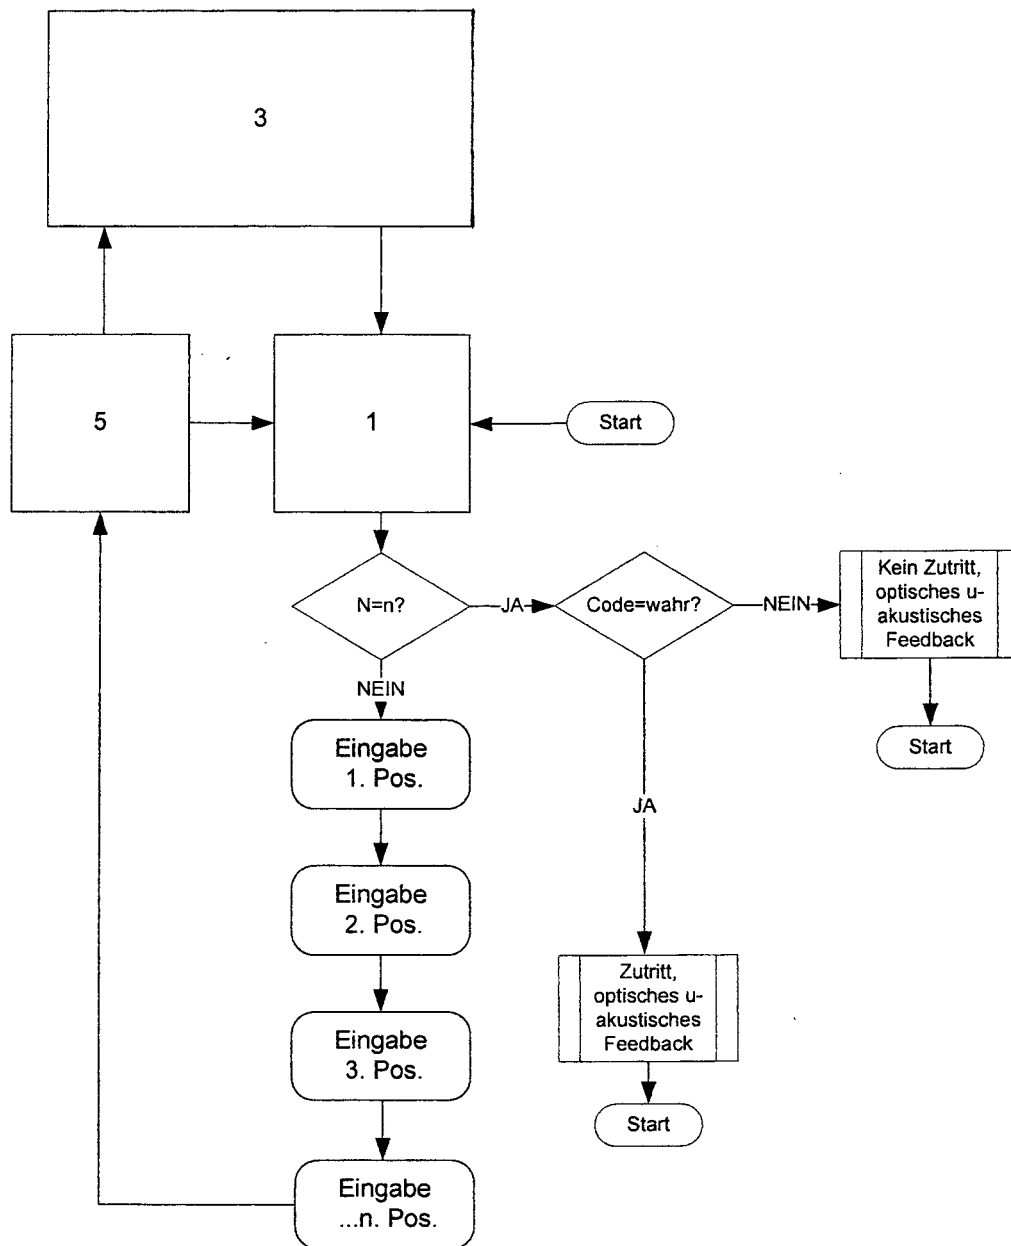 3
5
1
Start
N=n?
JA
Code=wahr?
NEIN
Kein Zutritt,
optisches u-
akustisches
Feedback
NEIN
Start
Eingabe
1. Pos.
JA
Eingabe
2. Pos.
Zutritt,
optisches u-
akustisches
Feedback
Eingabe
3. Pos.
Start
Eingabe
...n. Pos.